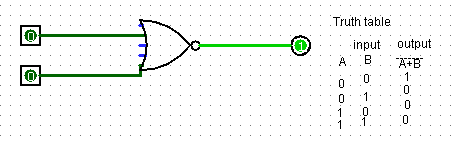 Truth table
input output
A B A̅+̅B̅
0 0 1
0 1 0
1 0 0
1 1 0
0
0
1